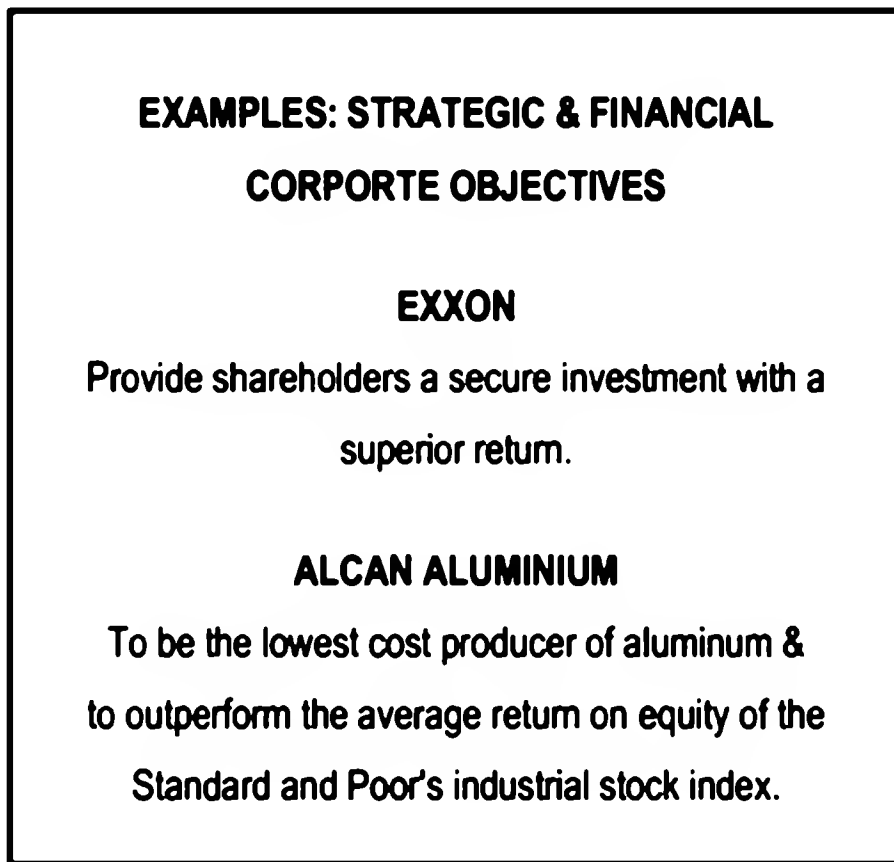 EXAMPLES: STRATEGIC & FINANCIAL
CORPORTE OBJECTIVES
EXXON
Provide shareholders a secure investment with a
superior return.
ALCAN ALUMINIUM
To be the lowest cost producer of aluminum &
to outperform the average return on equity of the
Standard and Poor's industrial stock index.